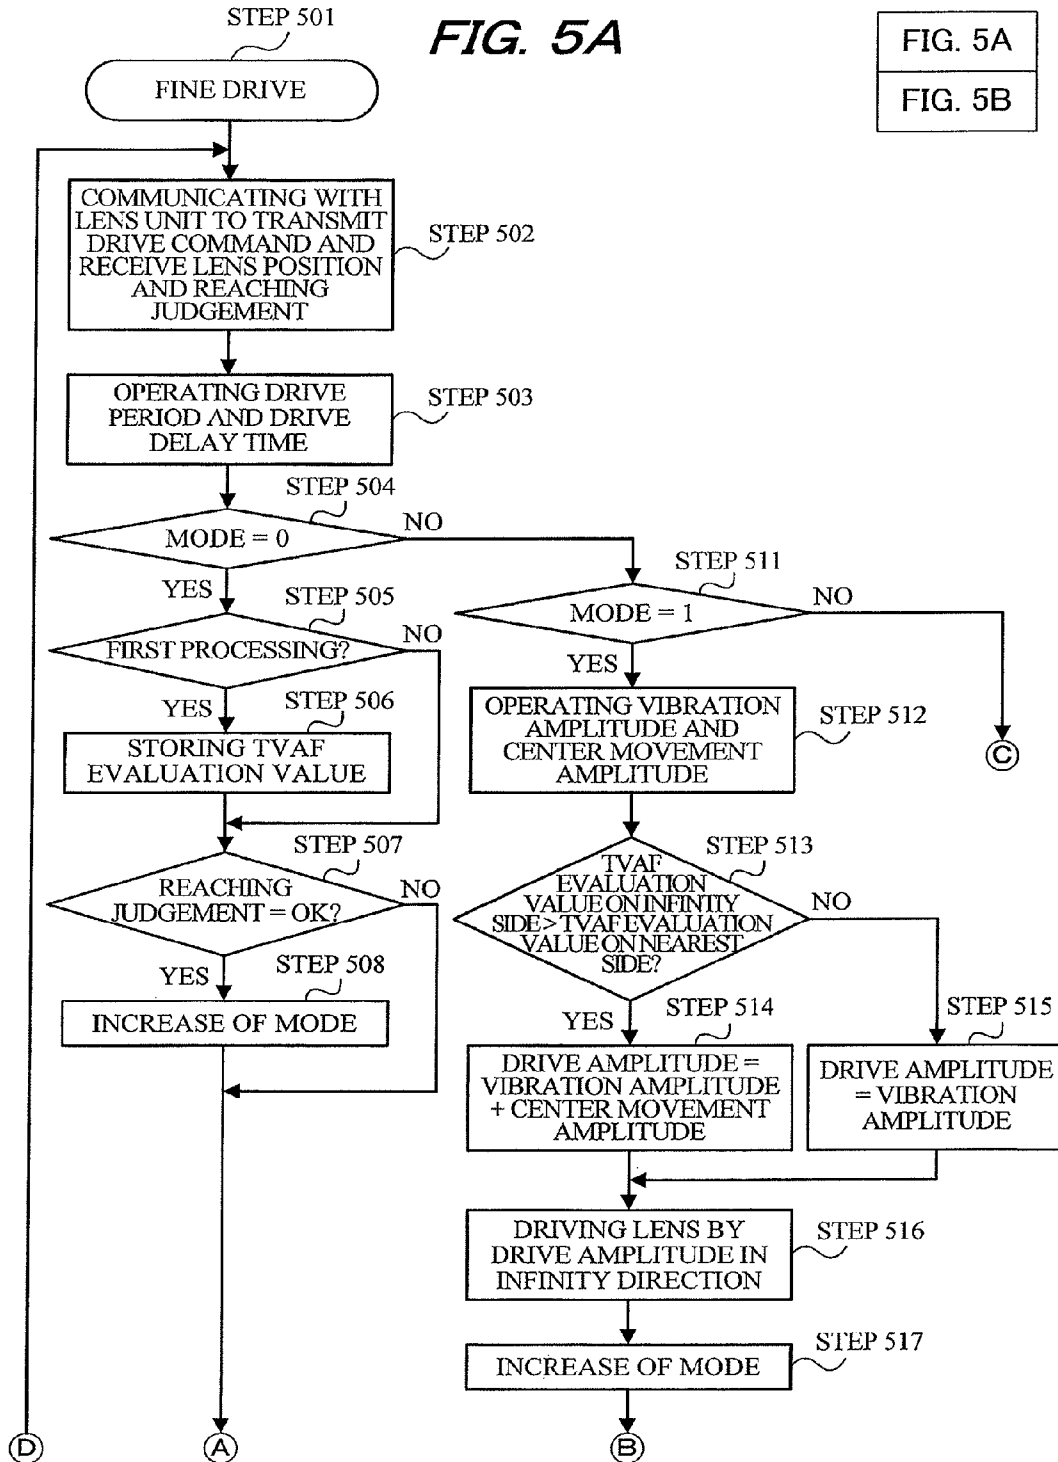 STEP 501
FIG. 5A
FIG. 5A
FIG. 5B
FINE DRIVE
COMMUNICATING WITH
LENS UNIT TO TRANSMIT
DRIVE COMMAND AND
RECEIVE LENS POSITION
AND REACHING
JUDGEMENT
STEP 502
OPERATING DRIVE
PERIOD AND DRIVE
DELAY TIME
STEP 503
STEP 504
MODE = 0
NO
YES
STEP 505
FIRST PROCESSING?
NO
YES
STEP 506
STORING TVAF
EVALUATION VALUE
STEP 507
REACHING
JUDGEMENT = OK?
NO
YES
STEP 508
INCREASE OF MODE
STEP 511
MODE = 1
NO
YES
OPERATING VIBRATION
AMPLITUDE AND
CENTER MOVEMENT
AMPLITUDE
STEP 512
C
STEP 513
TVAF
EVALUATION
VALUE ON INFINITY
SIDE > TVAF EVALUATION
VALUE ON NEAREST
SIDE?
NO
YES
STEP 514
DRIVE AMPLITUDE =
VIBRATION AMPLITUDE
+ CENTER MOVEMENT
AMPLITUDE
STEP 515
DRIVE AMPLITUDE
= VIBRATION
AMPLITUDE
DRIVING LENS BY
DRIVE AMPLITUDE IN
INFINITY DIRECTION
STEP 516
INCREASE OF MODE
STEP 517
D
A
B